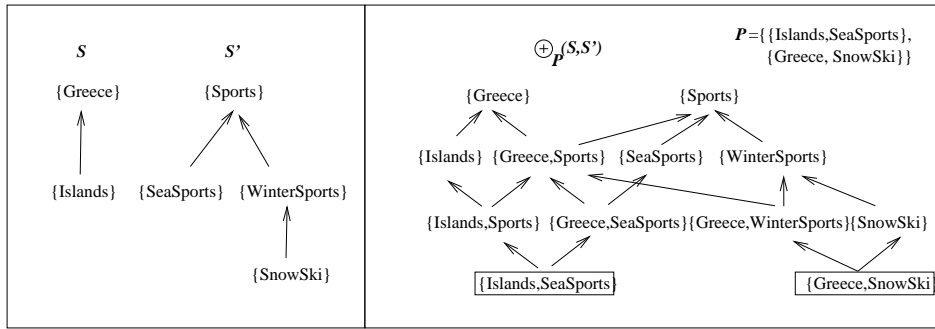 S S'
{Greece} {Sports}
{Islands} {SeaSports} {WinterSports}
{SnowSki}
⊕P(S,S') P={{Islands,SeaSports},
{Greece, SnowSki}}
{Greece} {Sports}
{Islands} {Greece,Sports} {SeaSports} {WinterSports}
{Islands,Sports} {Greece,SeaSports} {Greece,WinterSports} {SnowSki}
{Islands,SeaSports} {Greece,SnowSki}